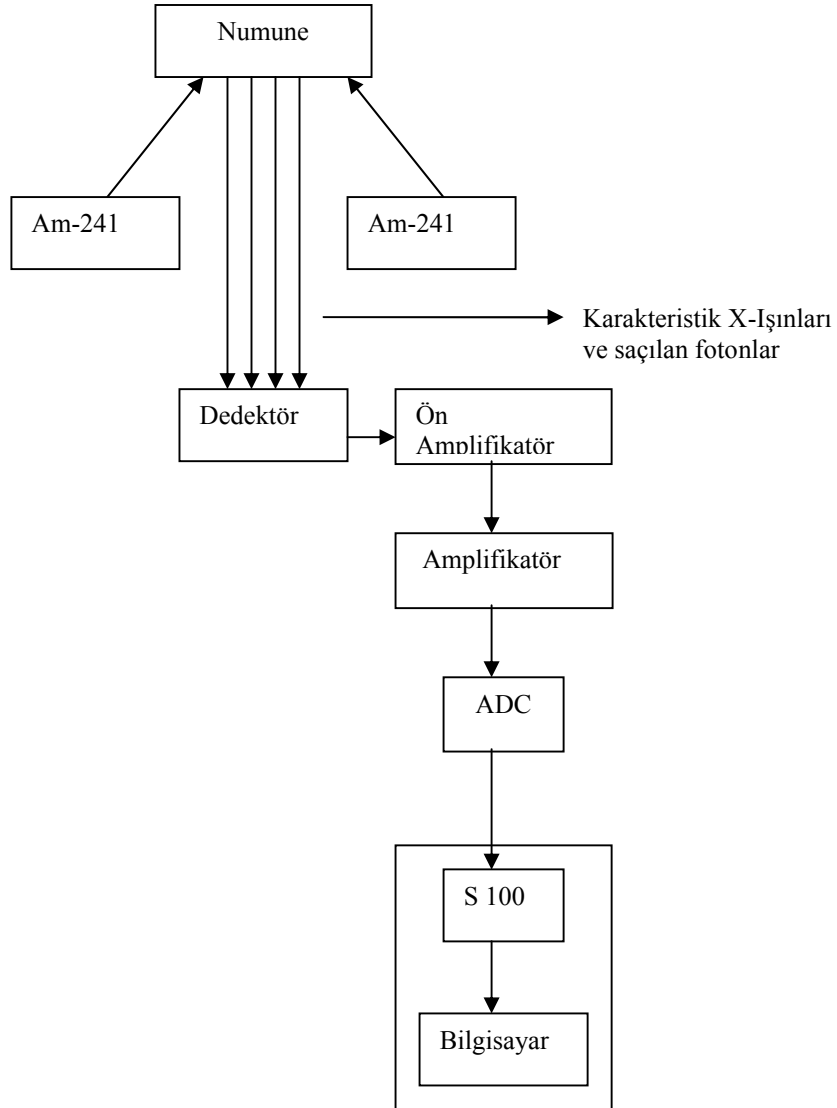 Numune
Am-241
Am-241
Karakteristik X-Işınları
ve saçılan fotonlar
Dedektör
Ön
Amplifikatör
Amplifikatör
ADC
S 100
Bilgisayar